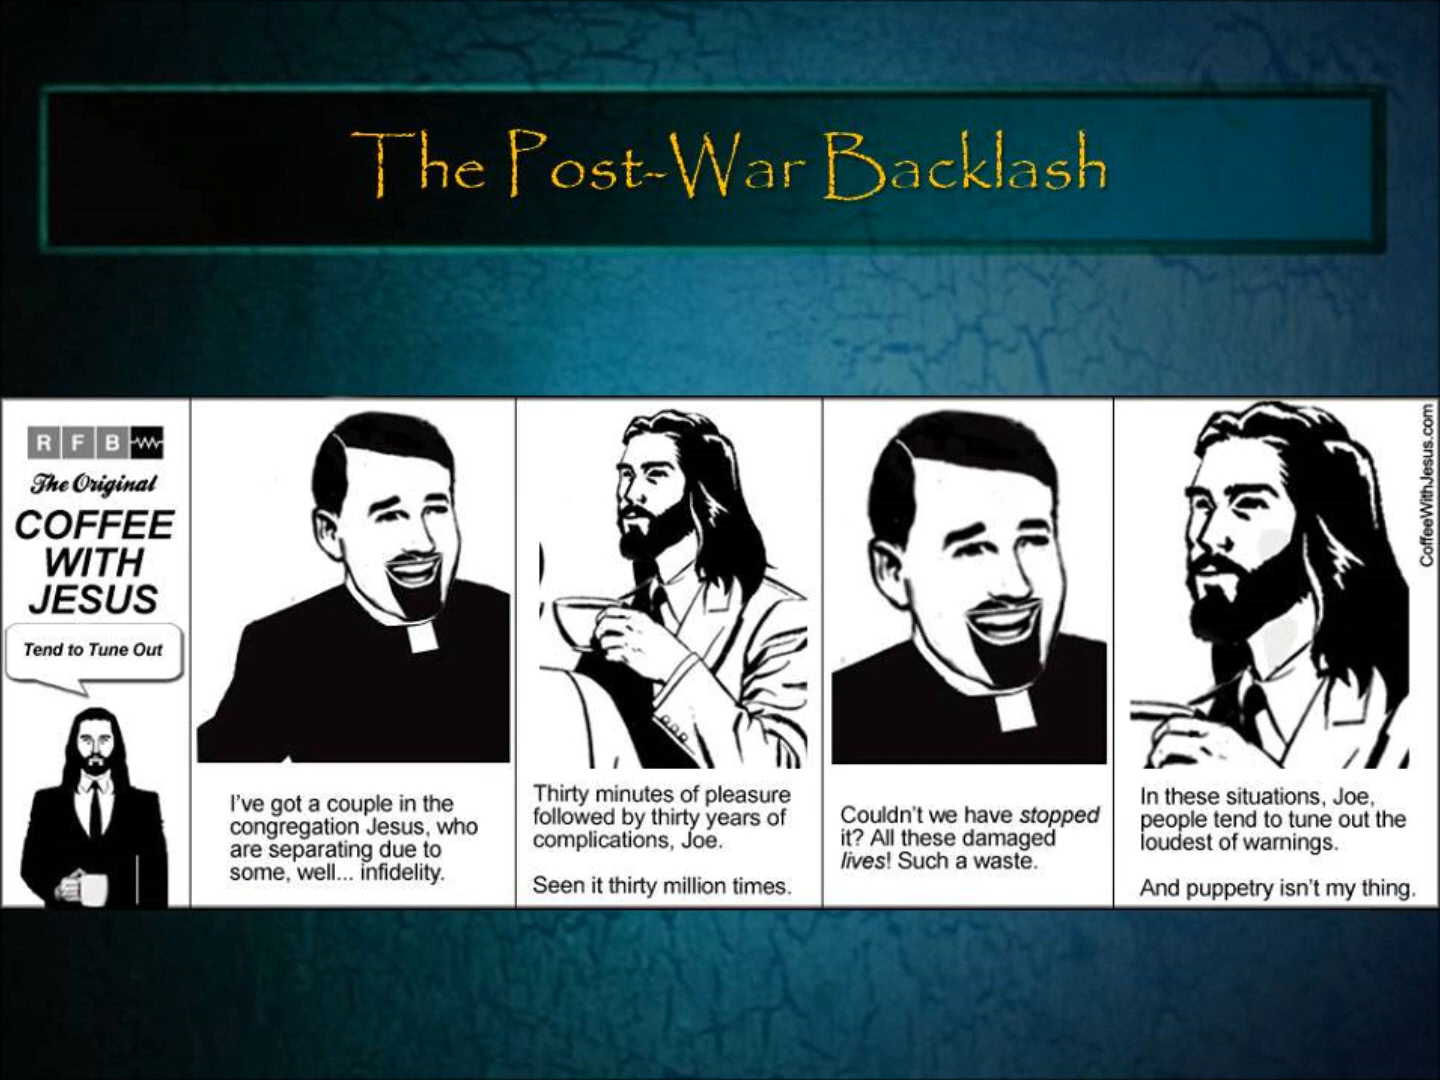 The Post-War Backlash
RFB
The Original
COFFEE
WITH
JESUS
Tend to Tune Out
I've got a couple in the
congregation Jesus, who
are separating due to
some, well... infidelity.
Thirty minutes of pleasure
followed by thirty years of
complications, Joe.
Seen it thirty million times.
Couldn't we have stopped
it? All these damaged
lives! Such a waste.
In these situations, Joe,
people tend to tune out the
loudest of warnings.
And puppetry isn't my thing.
CoffeeWithJesus.com